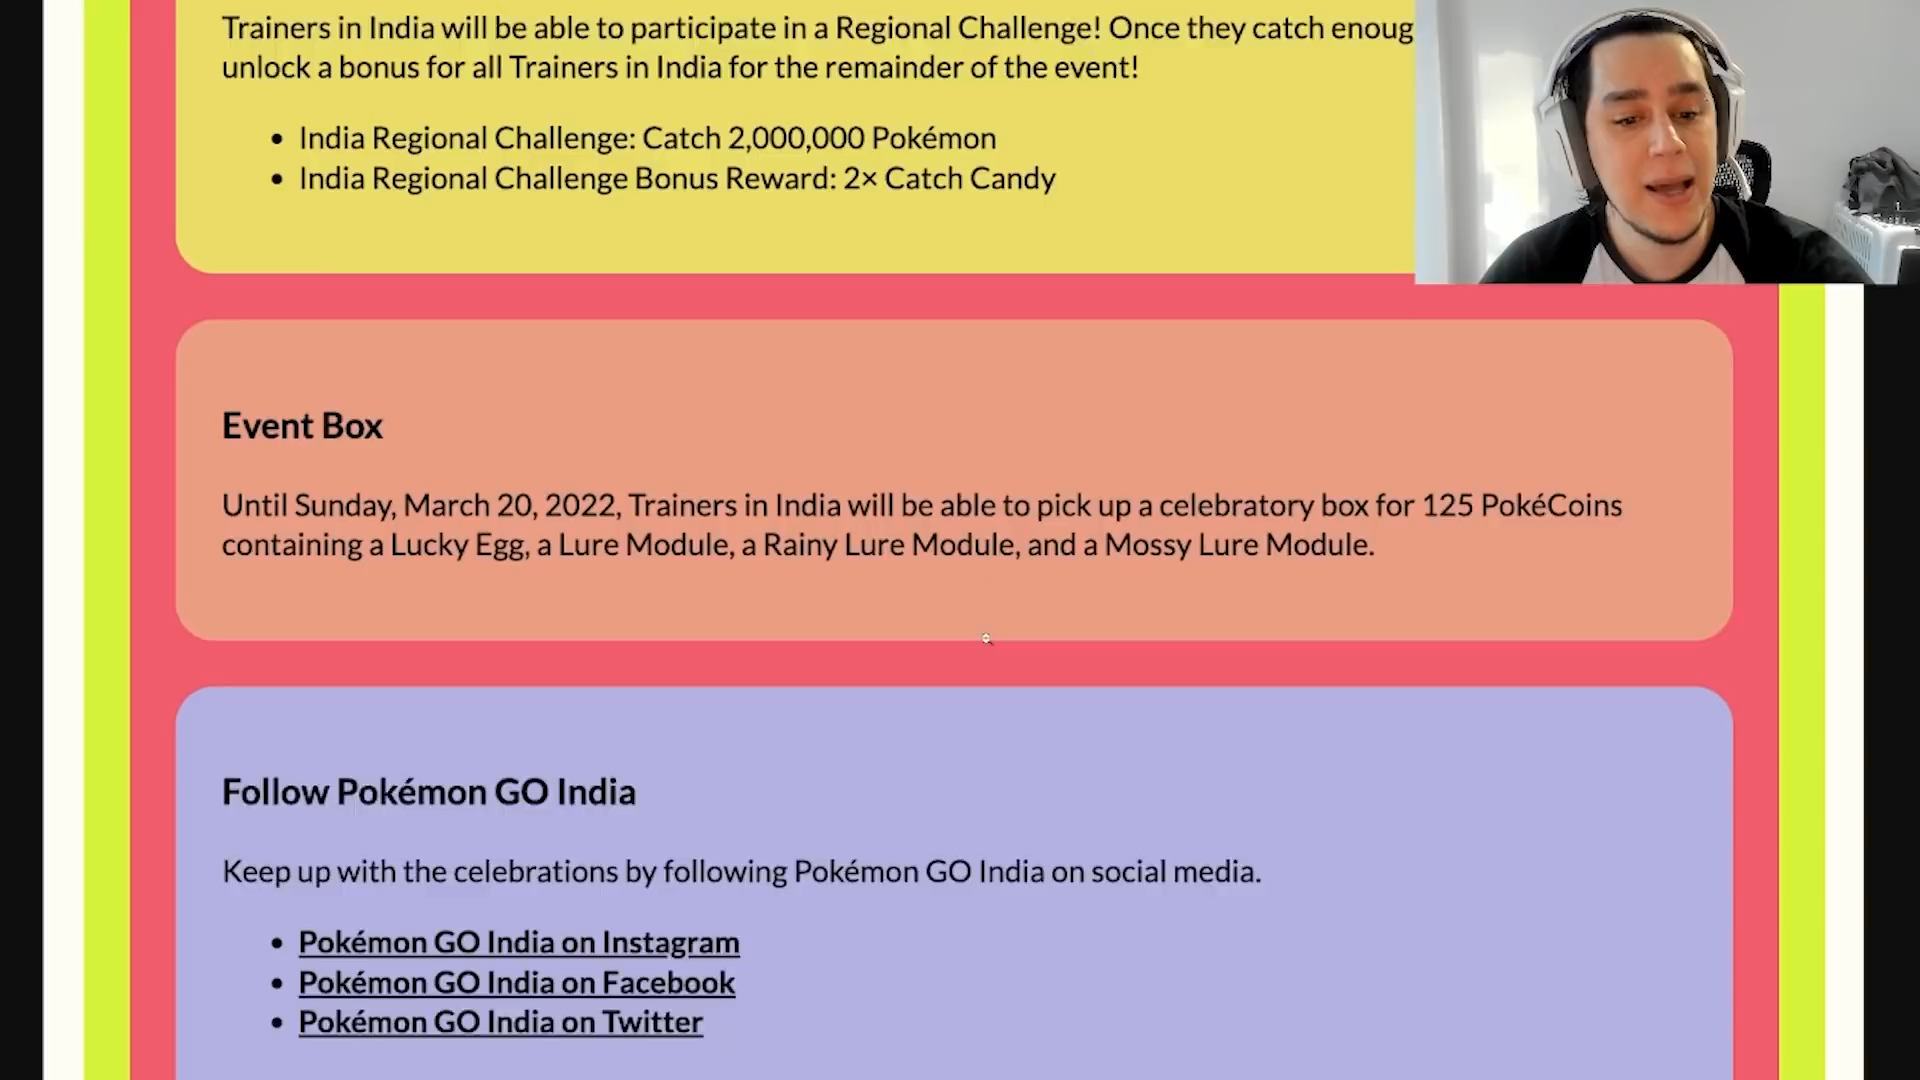 Trainers in India will be able to participate in a Regional Challenge! Once they catch
unlock a bonus for all Trainers in India for the remainder of the event!
• India Regional Challenge: Catch 2,000,000 Pokémon
• India Regional Challenge Bonus Reward: 2× Catch Candy
Event Box
Until Sunday, March 20, 2022, Trainers in India will be able to pick up a celebratory box for 125 PokéCoins
containing a Lucky Egg, a Lure Module, a Rainy Lure Module, and a Mossy Lure Module.
Follow Pokémon GO India
Keep up with the celebrations by following Pokémon GO India on social media.
• Pokémon GO India on Instagram
• Pokémon GO India on Facebook
• Pokémon GO India on Twitter